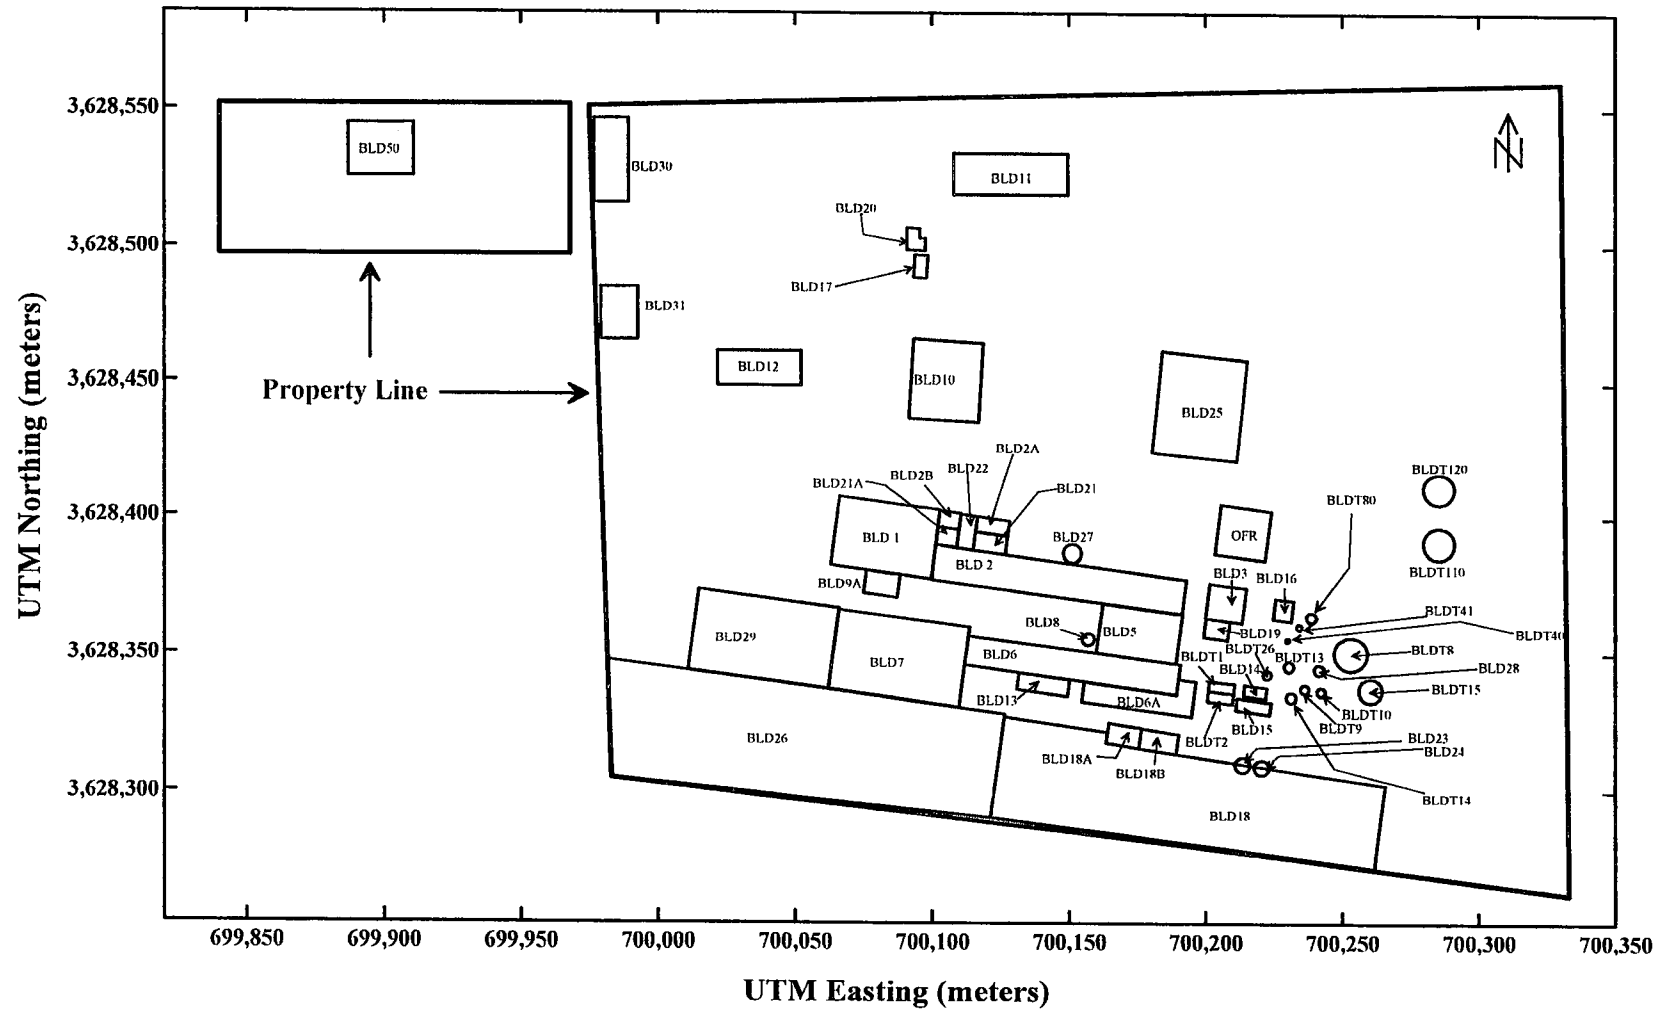 3,628,550
BLD50
BLD30
BLD11
N
BLD20
3,628,500
BLD17
BLD31
3,628,450
BLD12
BLD10
BLD25
Property Line
BLD2A
BLD22
BLD2B
BLD21A
BLD21
BLDT120
BLDT80
3,628,400
BLD 1
BLD27
OFR
BLD 2
BLDT110
BLD3
BLD16
BLD9A
BLDT41
BLD8
BLD5
BLD19
BLDT40
BLD29
3,628,350
BLD6
BLDT26
BLDT8
BLD7
BLDT1
BLDT13
BLD14
BLD28
BLDT15
BLD13
BLD6A
BLDT10
BLDT9
BLD15
BLD26
BLDT2
BLD23
BLD24
BLD18A
BLD18B
3,628,300
BLDT14
BLD18
699,850
699,900
699,950
700,000
700,050
700,100
700,150
700,200
700,250
700,300
700,350
UTM Northing (meters)
UTM Easting (meters)